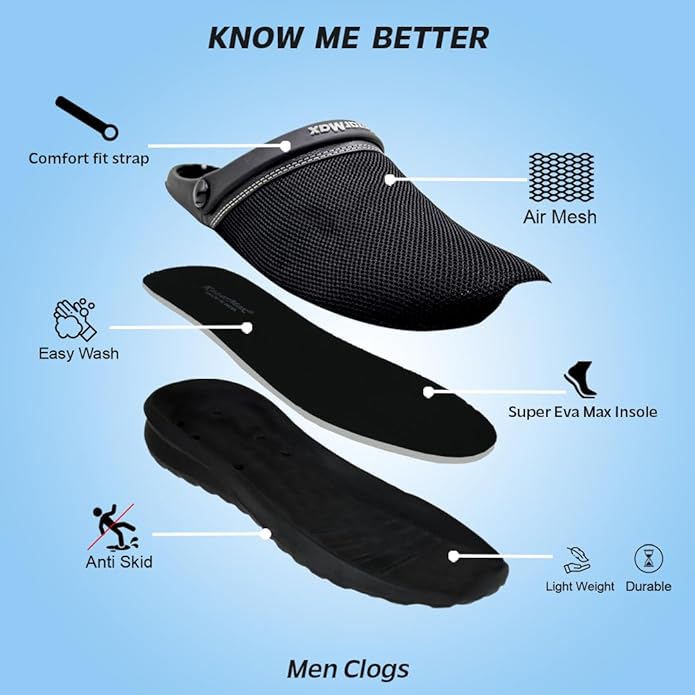 KNOW ME BETTER
Comfort fit strap
Air Mesh
Easy Wash
Super Eva Max Insole
Anti Skid
Light Weight
Durable
Men Clogs